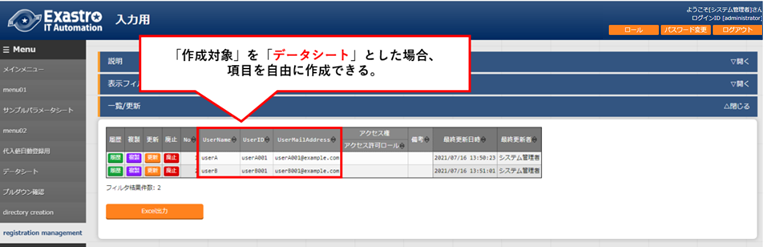 Exastro
IT Automation
入力用
ようこそ[システム管理者]さん
ログインID [administrator]
ロール
パスワード変更
ログアウト
☰ Menu
メインメニュー
menu01
サンプルパラメータシート
menu02
代入値自動登録用
データシート
プルダウン確認
directory creation
registration management
「作成対象」を「データシート」とした場合、
項目を自由に作成できる。
説明
▽開く
表示フィル
▽開く
一覧/更新
△閉じる
履歴 複製 更新 廃止 No UserName UserID UserMailAddress アクセス権 アクセス許可ロール 備考 最終更新日時 最終更新者
履歴 複製 更新 廃止 userA userA001 userA001@example.com 2021/07/16 13:50:23 システム管理者
履歴 複製 更新 廃止 userB userB001 userB001@example.com 2021/07/16 13:51:01 システム管理者
フィルタ結果件数: 2
Excel出力